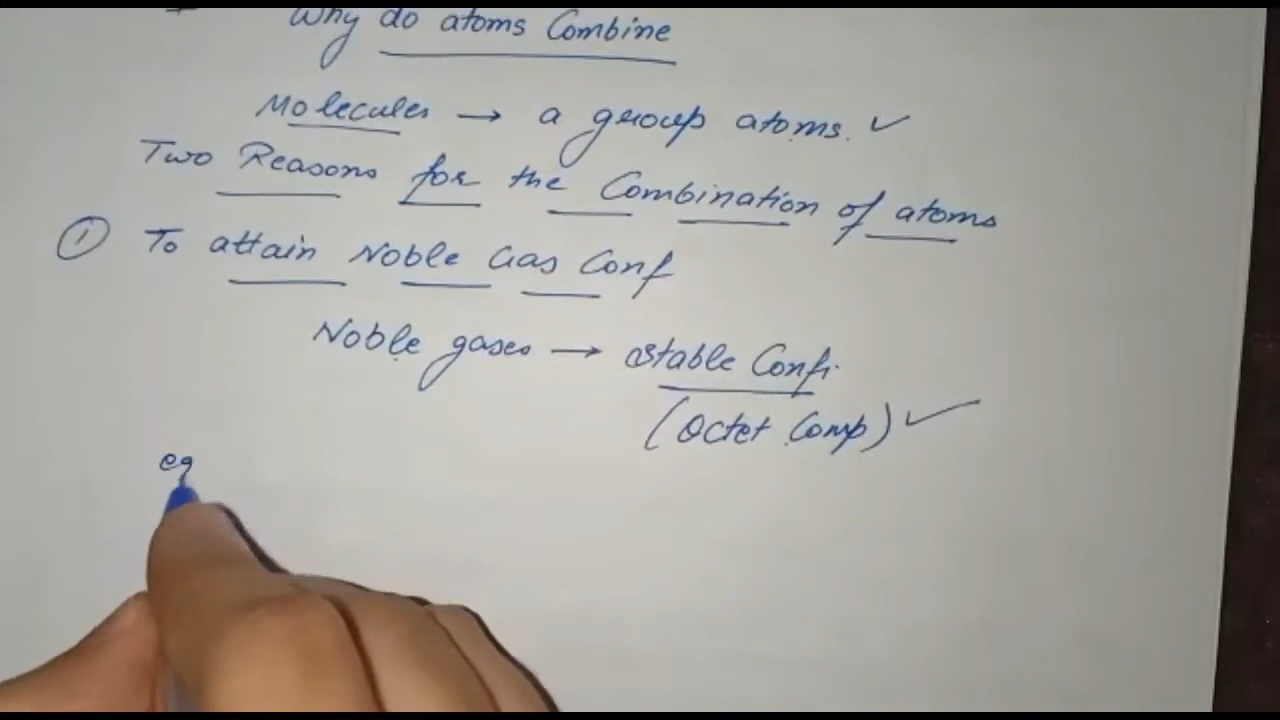 Why do atoms Combine
Molecules → a group atoms. ✓
Two Reasons for the Combination of atoms
① To attain Noble Gas Conf
Noble gases → Stable Confi.
(Octet Comp) ✓
eg